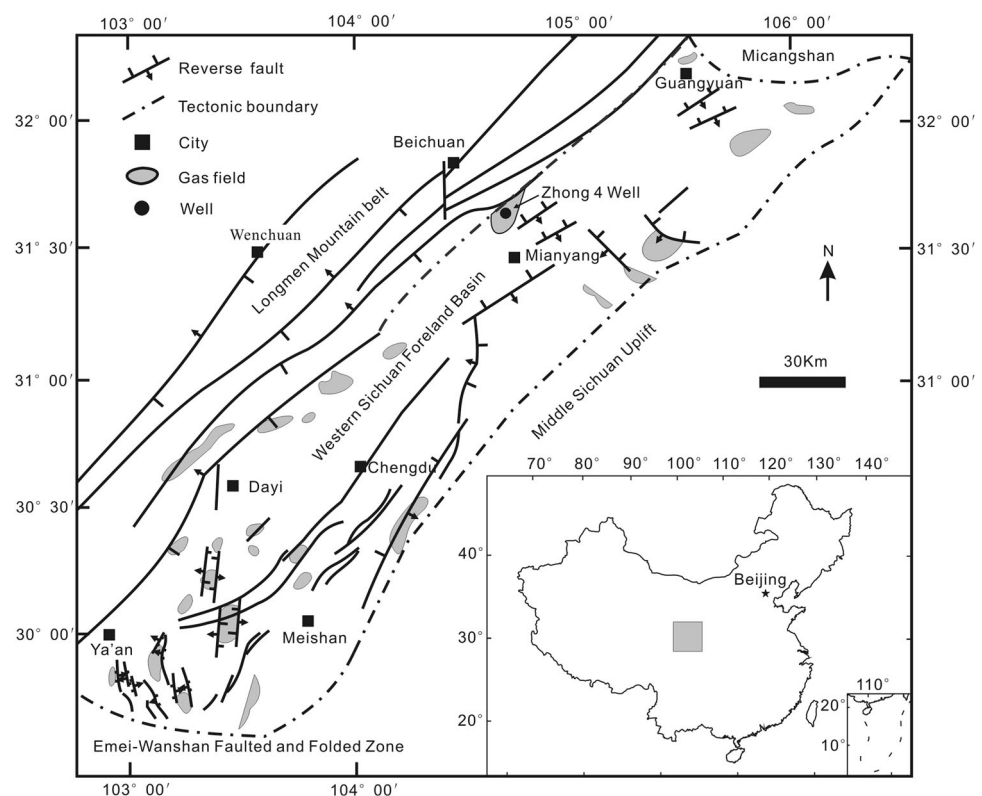 103° 00′
104° 00′
105° 00′
106° 00′
Reverse fault
Tectonic boundary
City
Gas field
Well
Micangshan
Guangyuan
32° 00′
32° 00′
Beichuan
Zhong 4 Well
Wenchuan
Longmen Mountain belt
31° 30′
31° 30′
Mianyang
N
Western Sichuan Foreland Basin
Middle Sichuan Uplift
30Km
31° 00′
31° 00′
Chengdu
Dayi
30° 30′
70°
80°
90°
100°
110°
120°
130°
140°
40°
Beijing
30°
20°
110°
20°
10°
30° 00′
Ya'an
Meishan
Emei-Wanshan Faulted and Folded Zone
103° 00′
104° 00′